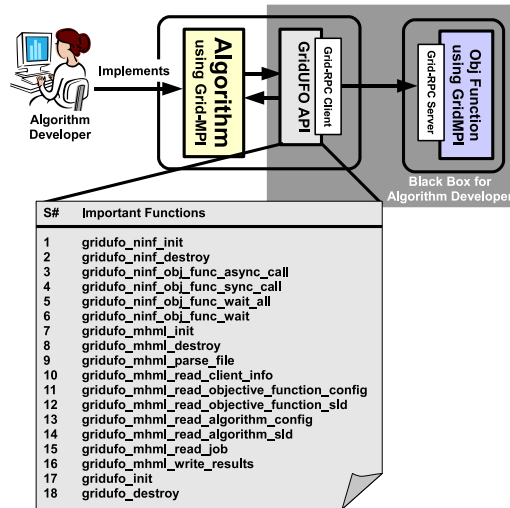 Algorithm
Developer
Implements
Algorithm
using Grid-MPI
GridUFO API
Grid-RPC Client
Grid-RPC Server
Obj Function
using GridMPI
Black Box for
Algorithm Developer
S# Important Functions
1 gridufo_ninf_init
2 gridufo_ninf_destroy
3 gridufo_ninf_obj_func_async_call
4 gridufo_ninf_obj_func_sync_call
5 gridufo_ninf_obj_func_wait_all
6 gridufo_ninf_obj_func_wait
7 gridufo_mhml_init
8 gridufo_mhml_destroy
9 gridufo_mhml_parse_file
10 gridufo_mhml_read_client_info
11 gridufo_mhml_read_objective_function_config
12 gridufo_mhml_read_objective_function_sld
13 gridufo_mhml_read_algorithm_config
14 gridufo_mhml_read_algorithm_sld
15 gridufo_mhml_read_job
16 gridufo_mhml_write_results
17 gridufo_init
18 gridufo_destroy